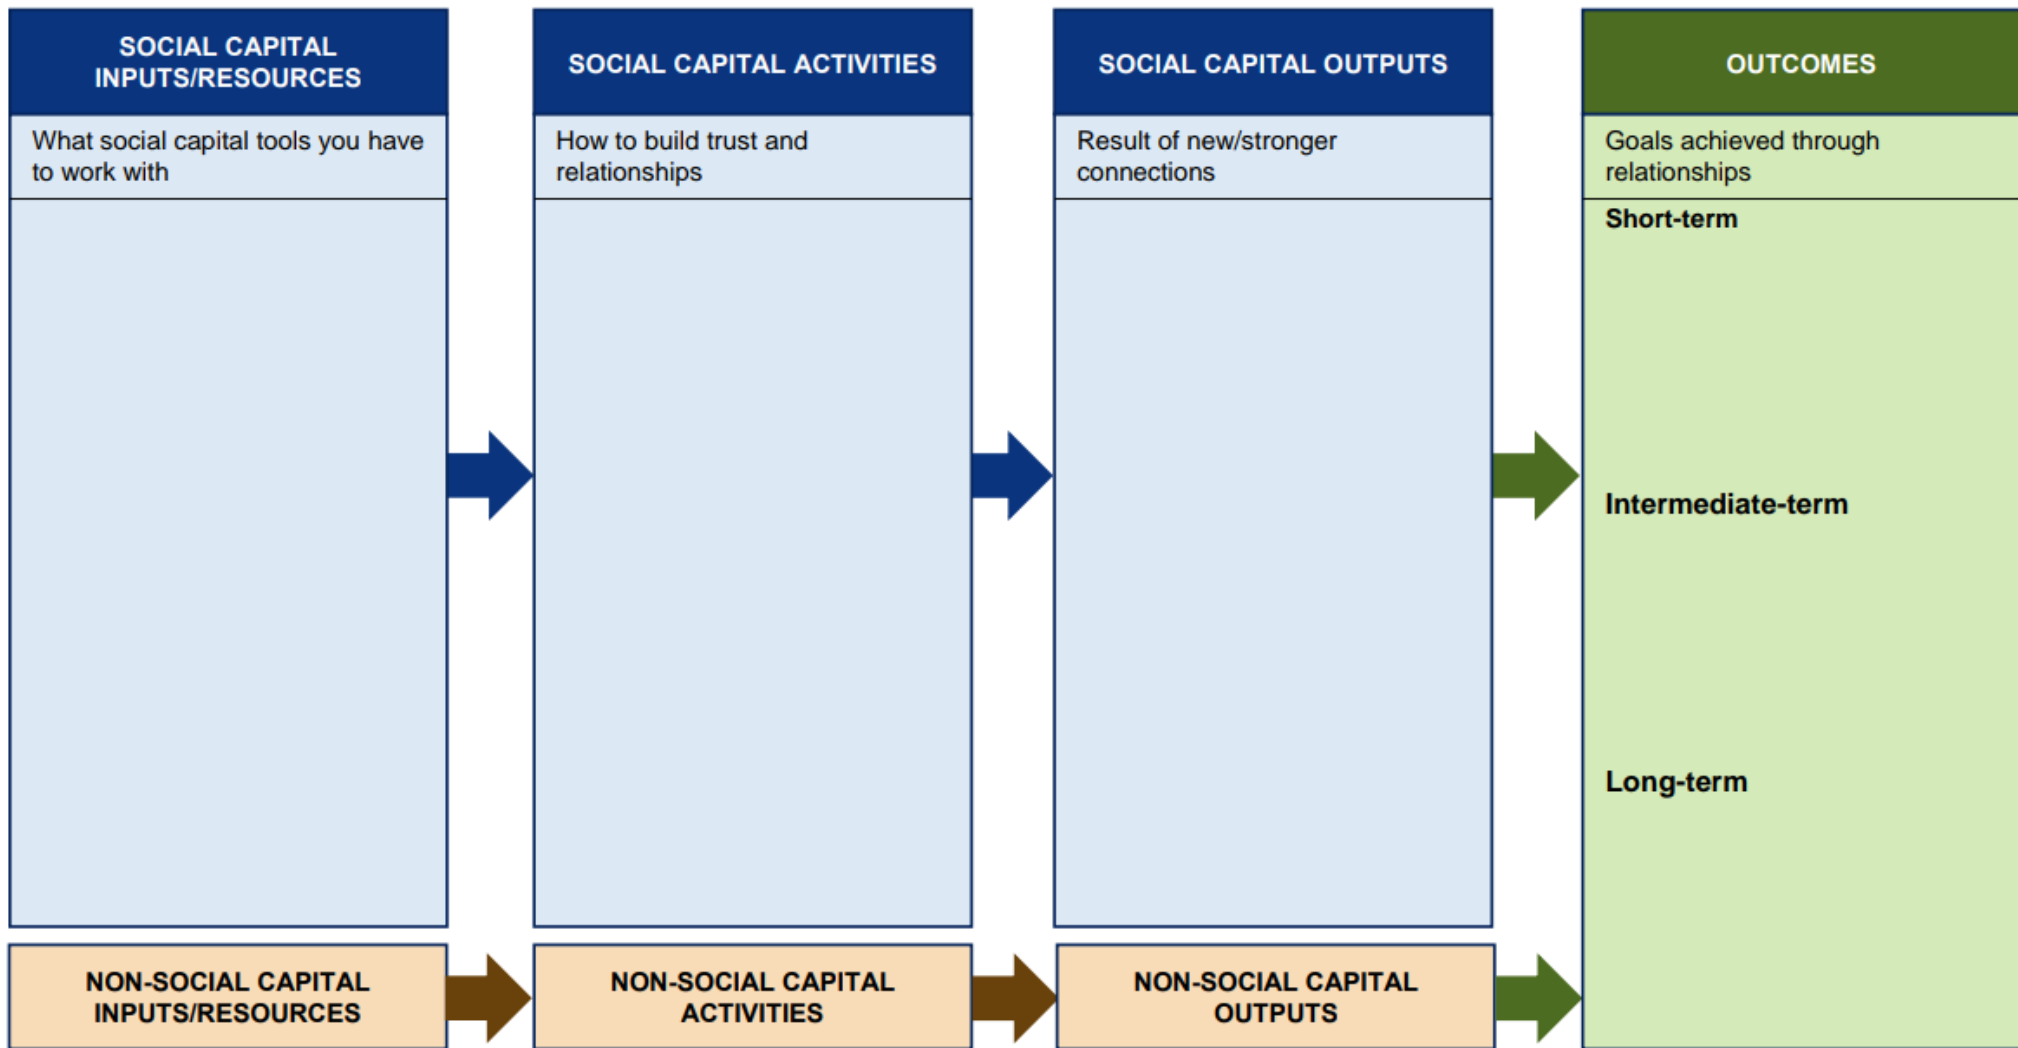 SOCIAL CAPITAL
INPUTS/RESOURCES
What social capital tools you have
to work with
SOCIAL CAPITAL ACTIVITIES
How to build trust and
relationships
SOCIAL CAPITAL OUTPUTS
Result of new/stronger
connections
OUTCOMES
Goals achieved through
relationships
Short-term
Intermediate-term
Long-term
NON-SOCIAL CAPITAL
INPUTS/RESOURCES
NON-SOCIAL CAPITAL
ACTIVITIES
NON-SOCIAL CAPITAL
OUTPUTS